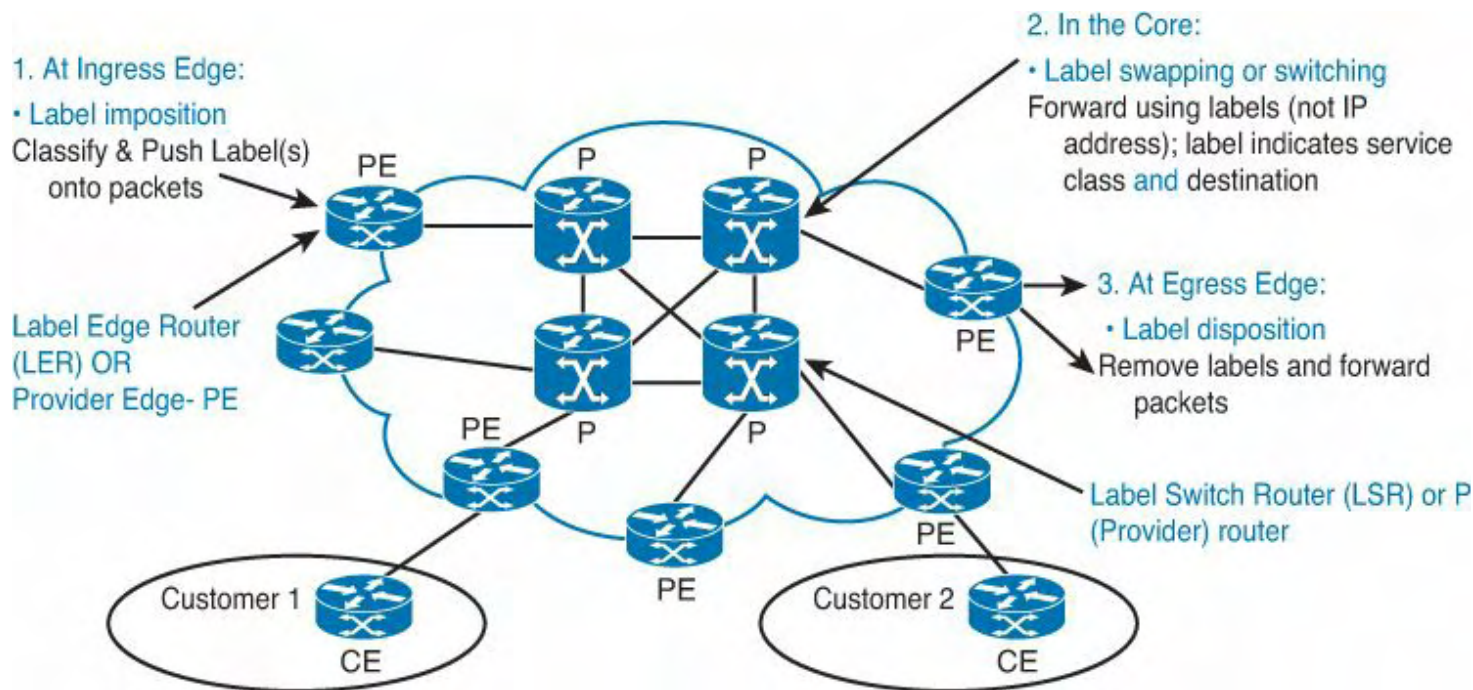 1. At Ingress Edge:
• Label imposition
Classify & Push Label(s)
onto packets
2. In the Core:
• Label swapping or switching
Forward using labels (not IP
address); label indicates service
class and destination
PE
P
P
Label Edge Router
(LER) OR
Provider Edge- PE
3. At Egress Edge:
• Label disposition
Remove labels and forward
packets
PE
PE
P
P
Label Switch Router (LSR) or P
(Provider) router
PE
PE
Customer 1
CE
Customer 2
CE